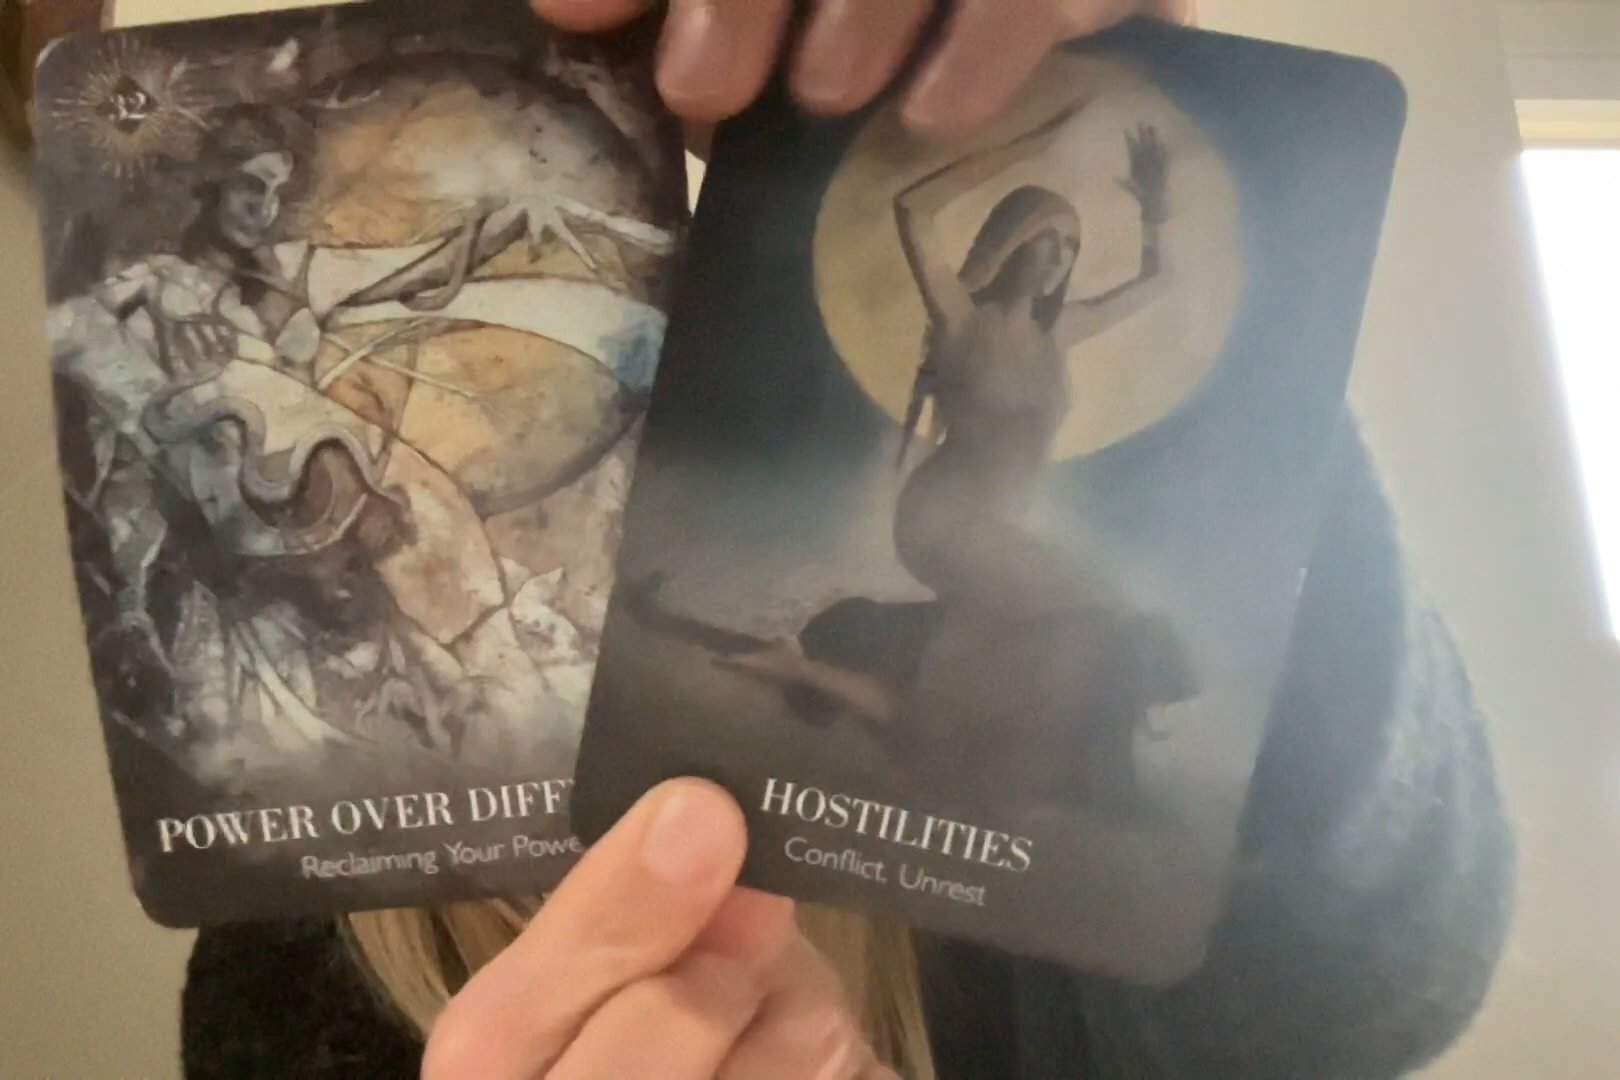 32
POWER OVER DIFF
Reclaiming Your Powe
HOSTILITIES
Conflict, Unrest